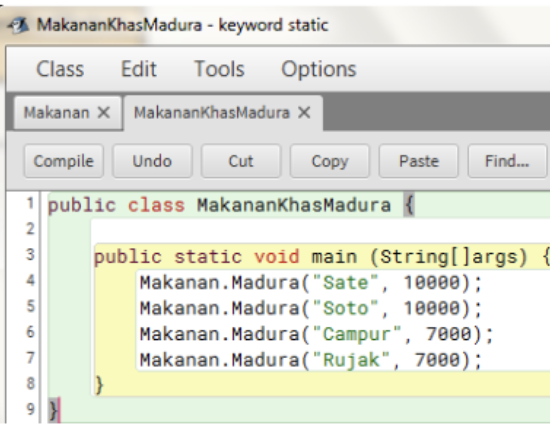 MakananKhasMadura - keyword static
Class Edit Tools Options
Makanan X MakananKhasMadura X
Compile Undo Cut Copy Paste Find...
1 public class MakananKhasMadura {
2
3 public static void main (String[]args) {
4 Makanan.Madura("Sate", 10000);
5 Makanan.Madura("Soto", 10000);
6 Makanan.Madura("Campur", 7000);
7 Makanan.Madura("Rujak", 7000);
8 }
9 }